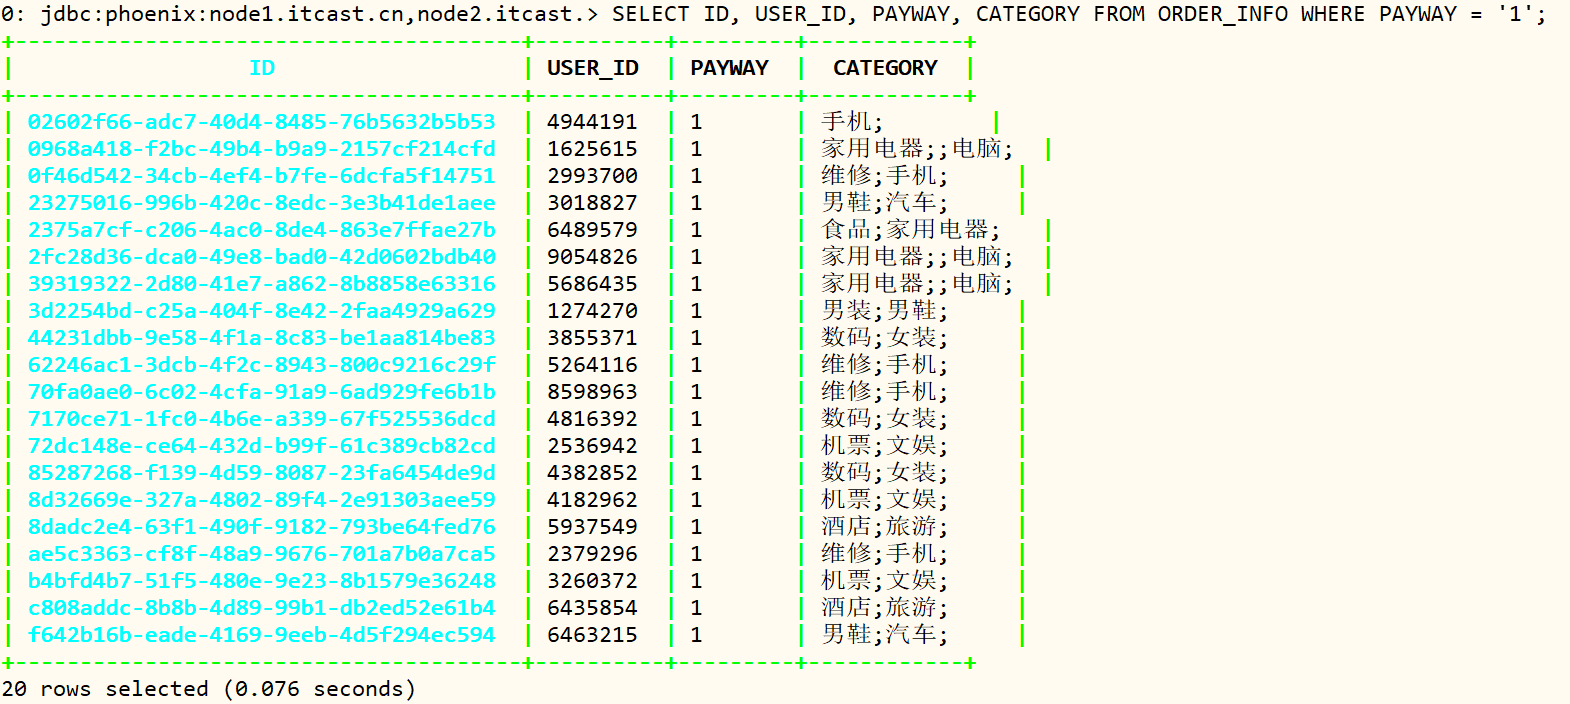 0: jdbc:phoenix:node1.itcast.cn,node2.itcast.> SELECT ID, USER_ID, PAYWAY, CATEGORY FROM ORDER_INFO WHERE PAYWAY = '1';
+---------------------------------------+----------+---------+------------+
| ID | USER_ID | PAYWAY | CATEGORY |
+---------------------------------------+----------+---------+------------+
| 02602f66-adc7-40d4-8485-76b5632b5b53 | 4944191 | 1 | 手机; |
| 0968a418-f2bc-49b4-b9a9-2157cf214cfd | 1625615 | 1 | 家用电器;;电脑; |
| 0f46d542-34cb-4ef4-b7fe-6dcfa5f14751 | 2993700 | 1 | 维修;手机; |
| 23275016-996b-420c-8edc-3e3b41de1aee | 3018827 | 1 | 男鞋;汽车; |
| 2375a7cf-c206-4ac0-8de4-863e7ffae27b | 6489579 | 1 | 食品;家用电器; |
| 2fc28d36-dca0-49e8-bad0-42d0602bdb40 | 9054826 | 1 | 家用电器;;电脑; |
| 39319322-2d80-41e7-a862-8b8858e63316 | 5686435 | 1 | 家用电器;;电脑; |
| 3d2254bd-c25a-404f-8e42-2faa4929a629 | 1274270 | 1 | 男装;男鞋; |
| 44231dbb-9e58-4f1a-8c83-be1aa814be83 | 3855371 | 1 | 数码;女装; |
| 62246ac1-3dcb-4f2c-8943-800c9216c29f | 5264116 | 1 | 维修;手机; |
| 70fa0ae0-6c02-4cfa-91a9-6ad929fe6b1b | 8598963 | 1 | 维修;手机; |
| 7170ce71-1fc0-4b6e-a339-67f525536dcd | 4816392 | 1 | 数码;女装; |
| 72dc148e-ce64-432d-b99f-61c389cb82cd | 2536942 | 1 | 机票;文娱; |
| 85287268-f139-4d59-8087-23fa6454de9d | 4382852 | 1 | 数码;女装; |
| 8d32669e-327a-4802-89f4-2e91303aee59 | 4182962 | 1 | 机票;文娱; |
| 8dadc2e4-63f1-490f-9182-793be64fed76 | 5937549 | 1 | 酒店;旅游; |
| ae5c3363-cf8f-48a9-9676-701a7b0a7ca5 | 2379296 | 1 | 维修;手机; |
| b4bfd4b7-51f5-480e-9e23-8b1579e36248 | 3260372 | 1 | 机票;文娱; |
| c808addc-8b8b-4d89-99b1-db2ed52e61b4 | 6435854 | 1 | 酒店;旅游; |
| f642b16b-eade-4169-9eeb-4d5f294ec594 | 6463215 | 1 | 男鞋;汽车; |
+---------------------------------------+----------+---------+------------+
20 rows selected (0.076 seconds)